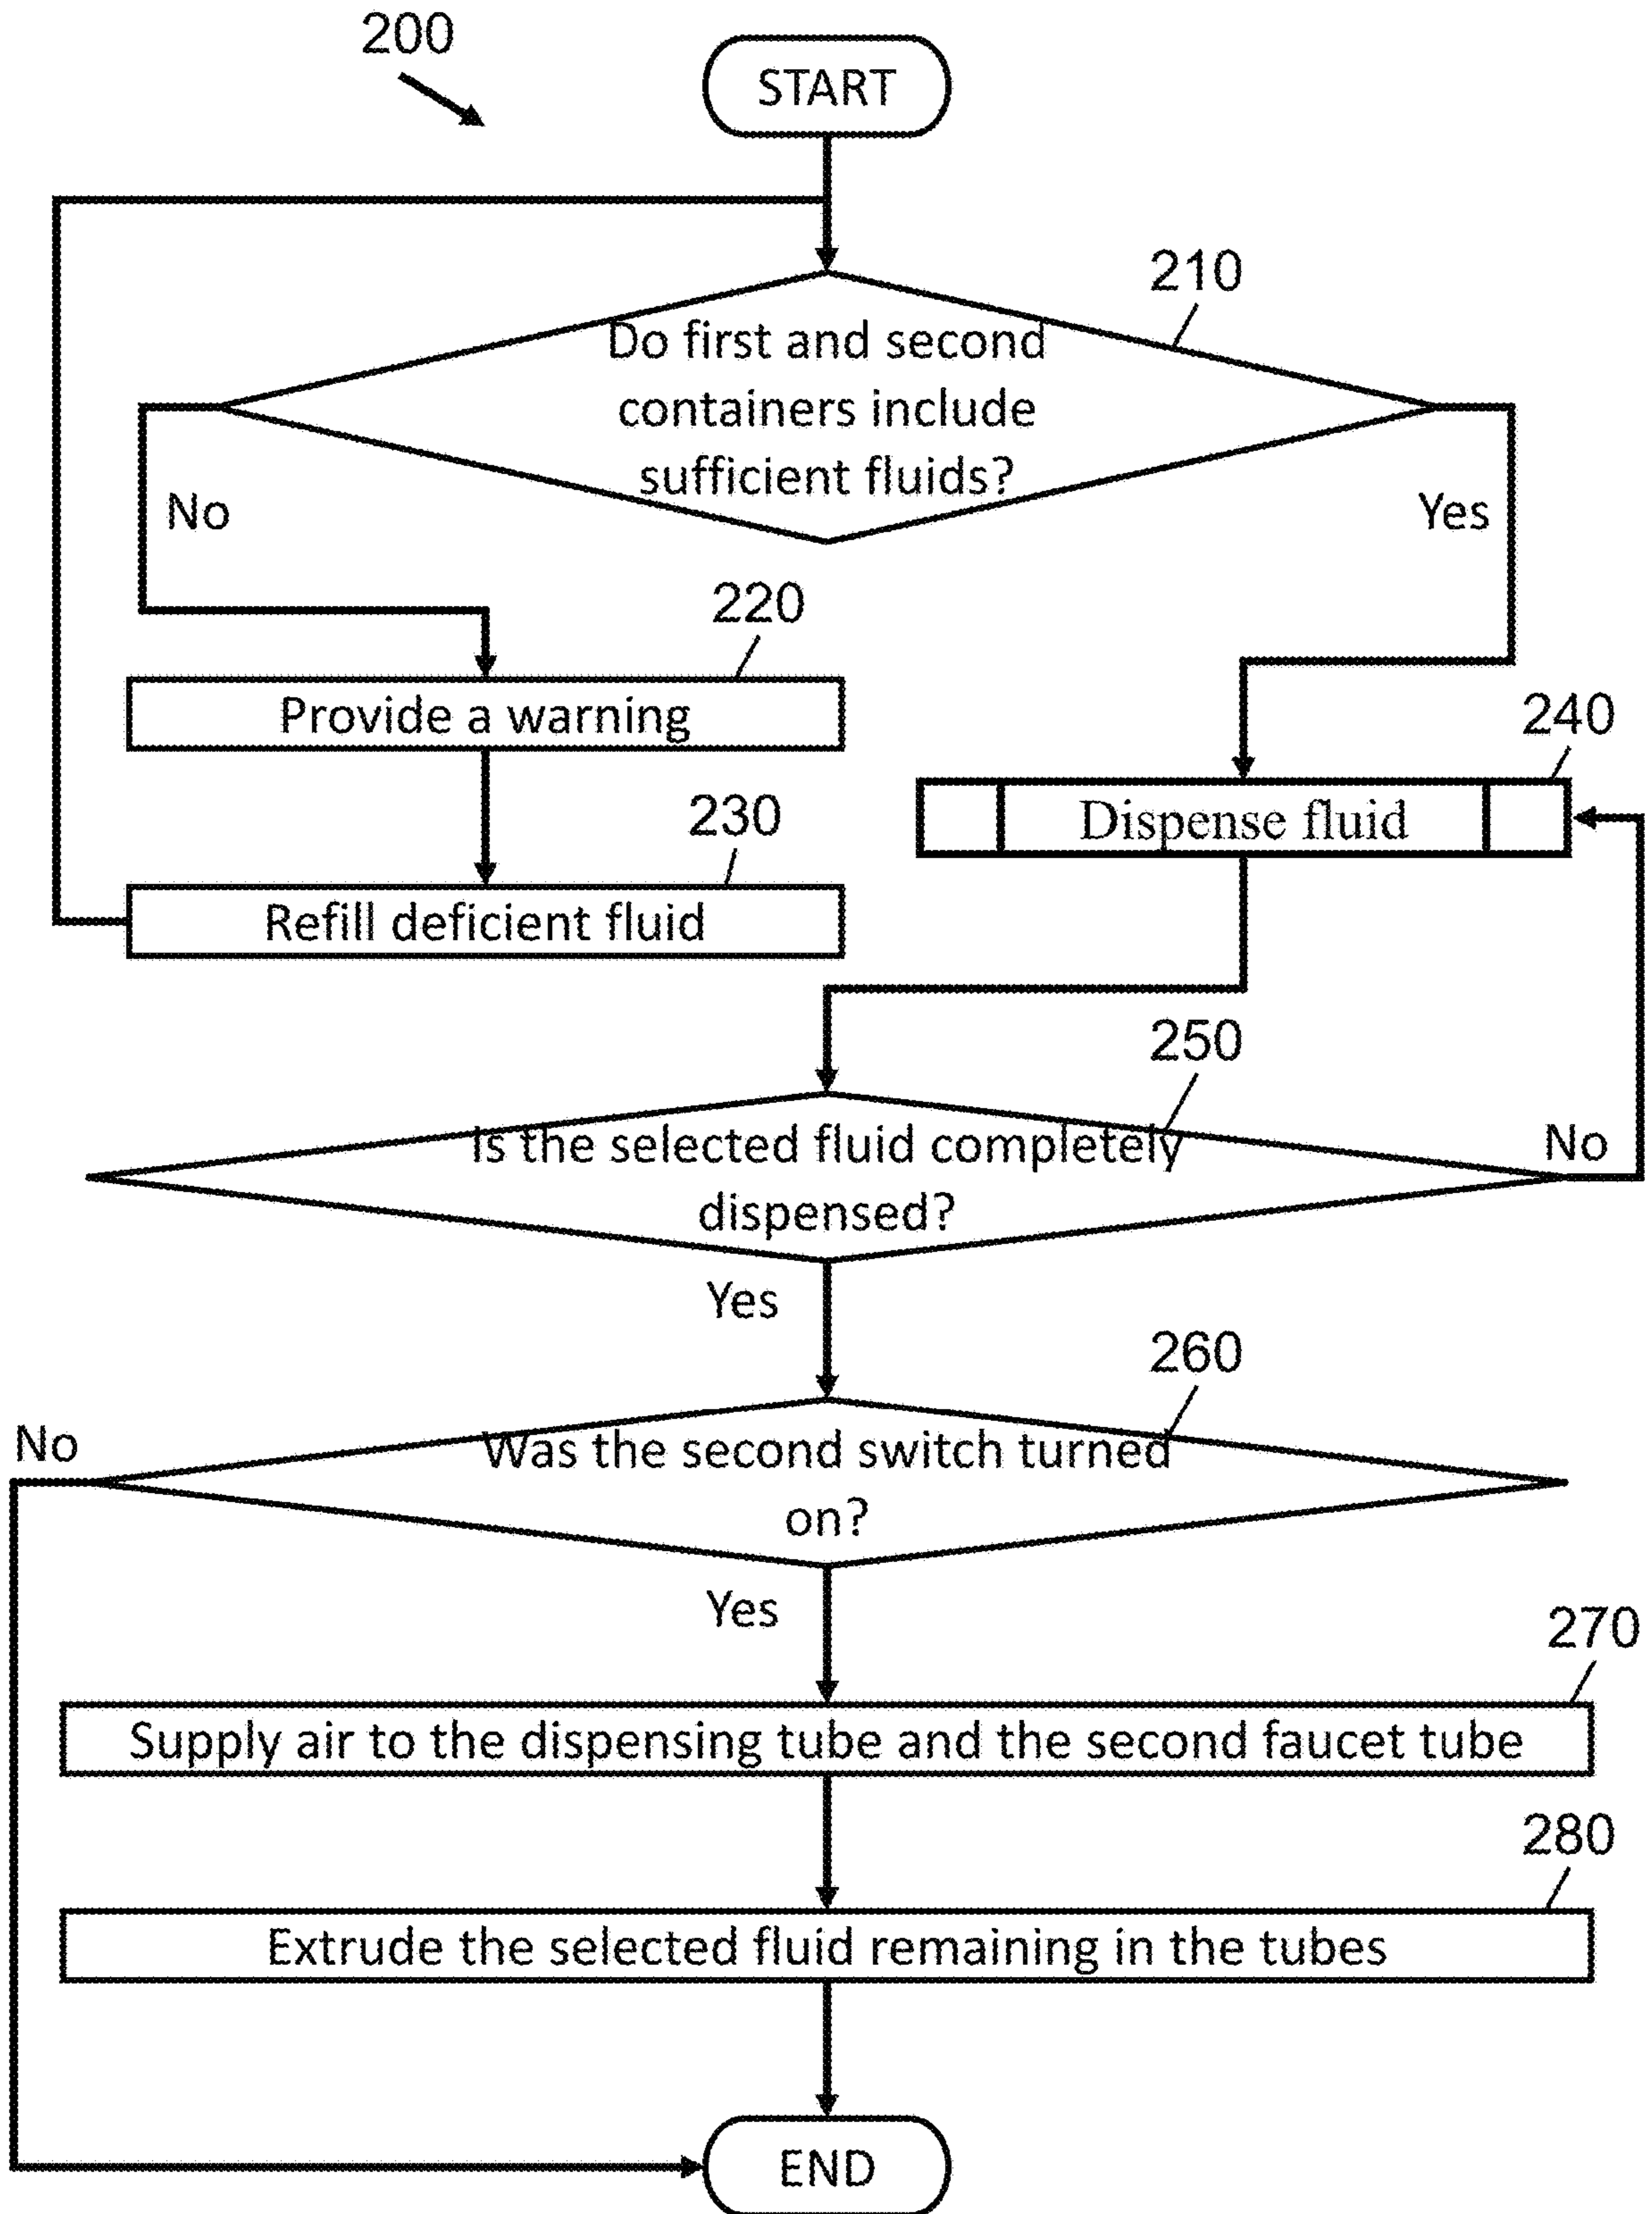 200
START
210
Do first and second
containers include
sufficient fluids?
No
Yes
220
Provide a warning
240
Dispense fluid
230
Refill deficient fluid
250
Is the selected fluid completely
dispensed?
No
Yes
260
No
Was the second switch turned
on?
Yes
270
Supply air to the dispensing tube and the second faucet tube
280
Extrude the selected fluid remaining in the tubes
END